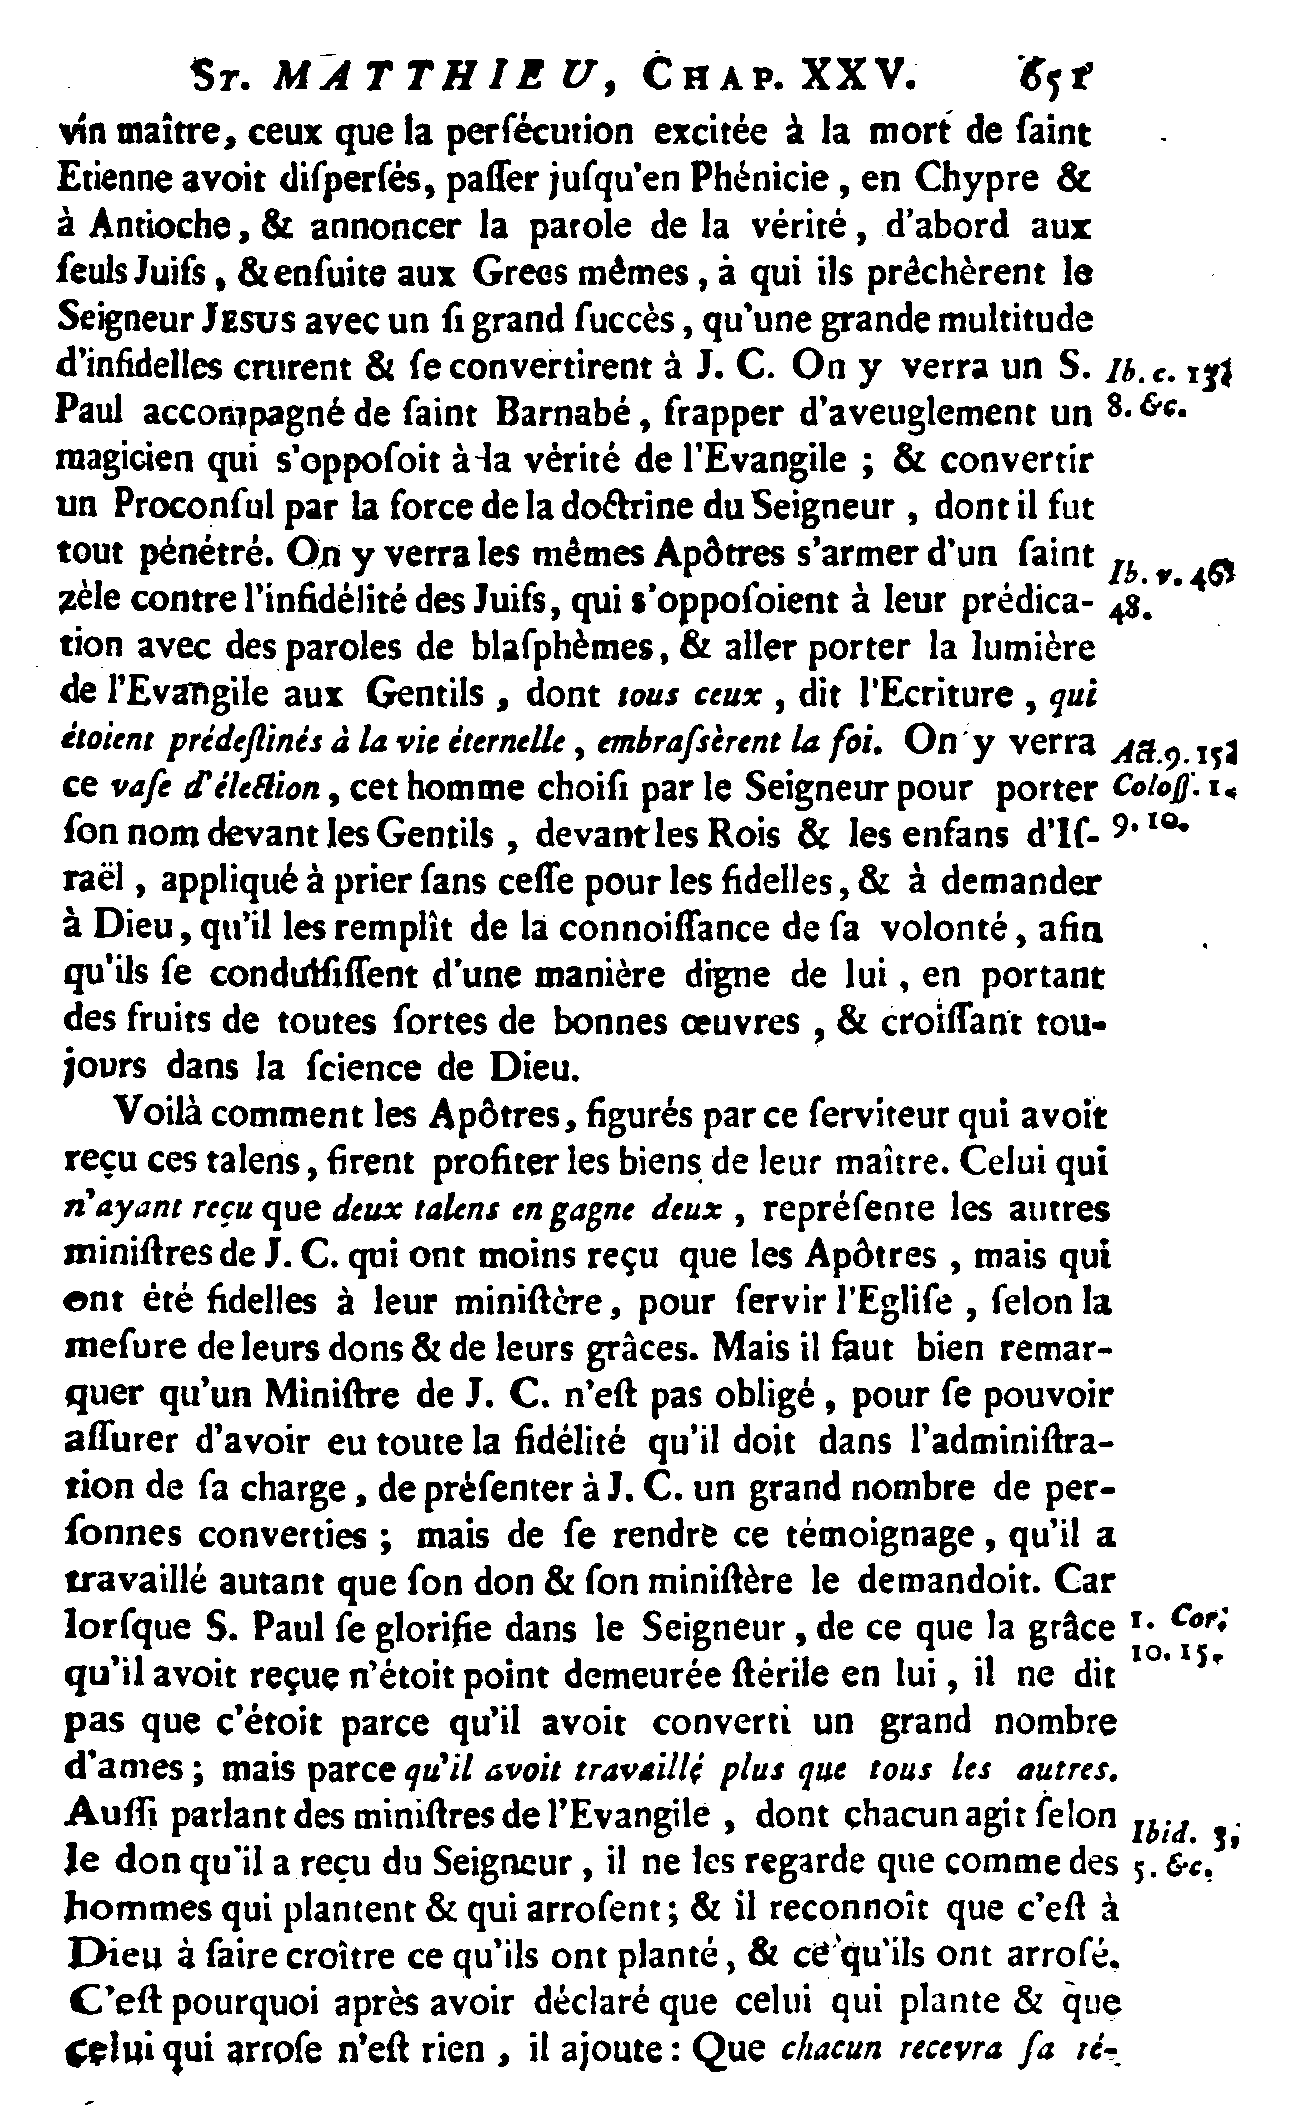 St. MATTHIEU, CHAP. XXV. 651
vin maître, ceux que la perſécution excitée à la mort de ſaint
Etienne avoit diſperſés, paſſer juſqu'en Phénicie, en Chypre &
à Antioche, & annoncer la parole de la vérité, d'abord aux
ſeuls Juifs, & enſuite aux Grecs mêmes, à qui ils prêchèrent le
Seigneur JESUS avec un ſi grand ſuccès, qu'une grande multitude
d'infidelles crurent & ſe convertirent à J. C. On y verra un S.
Ib. c. 13.
Paul accompagné de ſaint Barnabé, frapper d'aveuglement un
8. &c.
magicien qui s'oppoſoit à la vérité de l'Evangile ; & convertir
un Proconſul par la force de la doctrine du Seigneur, dont il fut
tout pénétré. On y verra les mêmes Apôtres s'armer d'un ſaint
Ib. v. 46.
zèle contre l'infidélité des Juifs, qui s'oppoſoient à leur prédica-
48.
tion avec des paroles de blaſphèmes, & aller porter la lumière
de l'Evangile aux Gentils, dont tous ceux, dit l'Ecriture, qui
étoient prédeſtinés à la vie éternelle, embraſsèrent la foi. On y verra
Act. 9. 15.
ce vaſe d'élection, cet homme choiſi par le Seigneur pour porter
Coloſſ. 1.
ſon nom devant les Gentils, devant les Rois & les enfans d'Iſ-
9. 10.
raël, appliqué à prier ſans ceſſe pour les fidelles, & à demander
à Dieu, qu'il les remplît de la connoiſſance de ſa volonté, afin
qu'ils ſe conduiſiſſent d'une manière digne de lui, en portant
des fruits de toutes ſortes de bonnes œuvres, & croiſſant tou-
jours dans la ſcience de Dieu.
Voilà comment les Apôtres, figurés par ce ſerviteur qui avoit
reçu ces talens, firent profiter les biens de leur maître. Celui qui
n'ayant reçu que deux talens en gagne deux, repréſente les autres
miniſtres de J. C. qui ont moins reçu que les Apôtres, mais qui
ont été fidelles à leur miniſtère, pour ſervir l'Egliſe, ſelon la
meſure de leurs dons & de leurs grâces. Mais il faut bien remar-
quer qu'un Miniſtre de J. C. n'eſt pas obligé, pour ſe pouvoir
aſſurer d'avoir eu toute la fidélité qu'il doit dans l'adminiſtra-
tion de ſa charge, de préſenter à J. C. un grand nombre de per-
ſonnes converties ; mais de ſe rendre ce témoignage, qu'il a
travaillé autant que ſon don & ſon miniſtère le demandoit. Car
lorſque S. Paul ſe glorifie dans le Seigneur, de ce que la grâce
1. Cor.
qu'il avoit reçue n'étoit point demeurée ſtérile en lui, il ne dit
10. 15.
pas que c'étoit parce qu'il avoit converti un grand nombre
d'ames ; mais parce qu'il avoit travaillé plus que tous les autres.
Auſſi parlant des miniſtres de l'Evangile, dont chacun agit ſelon
Ibid. 3.
le don qu'il a reçu du Seigneur, il ne les regarde que comme des
5. &c.
hommes qui plantent & qui arroſent ; & il reconnoît que c'eſt à
Dieu à faire croître ce qu'ils ont planté, & ce qu'ils ont arroſé.
C'eſt pourquoi après avoir déclaré que celui qui plante & que
celui qui arroſe n'eſt rien, il ajoute : Que chacun recevra ſa ré-